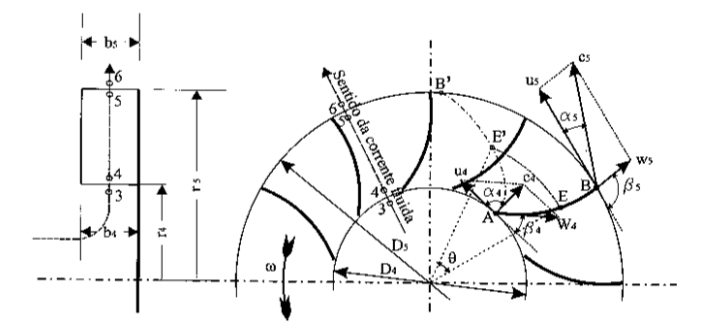 b₅
6
5
4
3
b₄
r₄
r₅
Sentido da corrente fluida
6
5
4
3
B'
E'
u₄
c₄
α₄
A
E
B
W₄
β₄
θ
D₅
D₄
ω
u₅
c₅
α₅
w₅
β₅